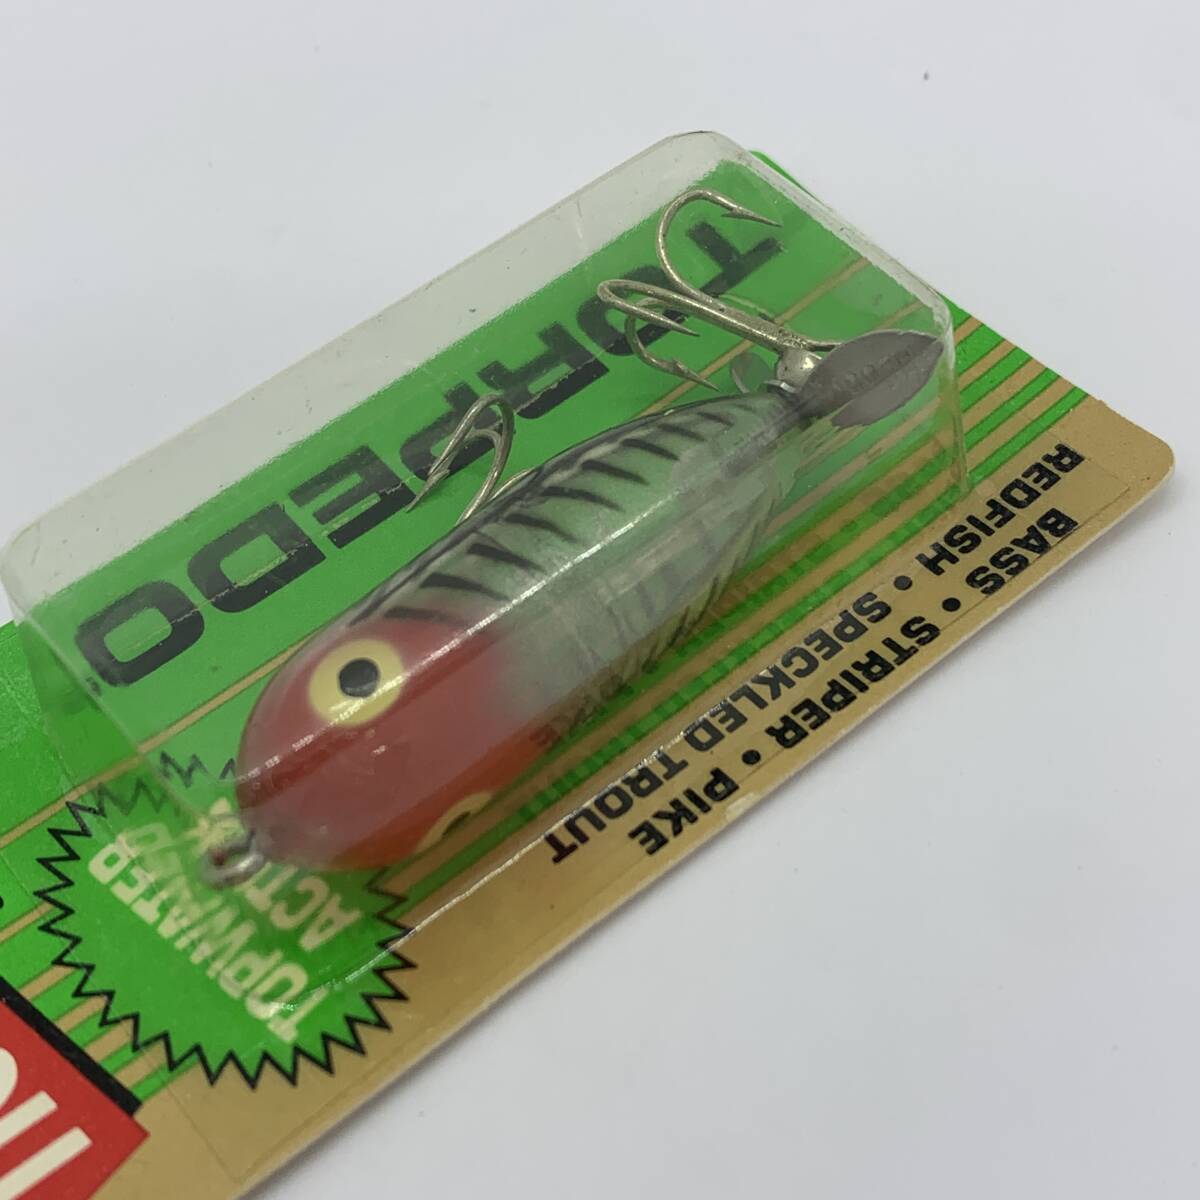 TORPEDO
TOPWATER
ACTION
BASS • STRIPER • PIKE
REDFISH • SPECKLED TROUT